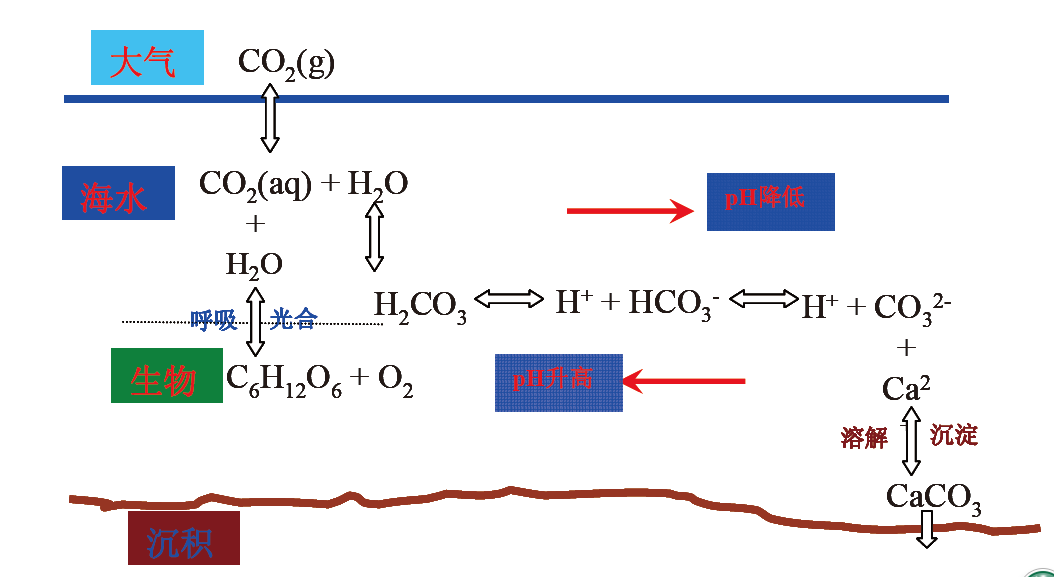 大气 CO₂(g)
海水 CO₂(aq) + H₂O
pH降低
+
H₂O
H₂CO₃ H⁺ + HCO₃⁻ H⁺ + CO₃²⁻
呼吸 光合
+
生物 C₆H₁₂O₆ + O₂
pH升高
Ca²
溶解 沉淀
CaCO₃
沉积